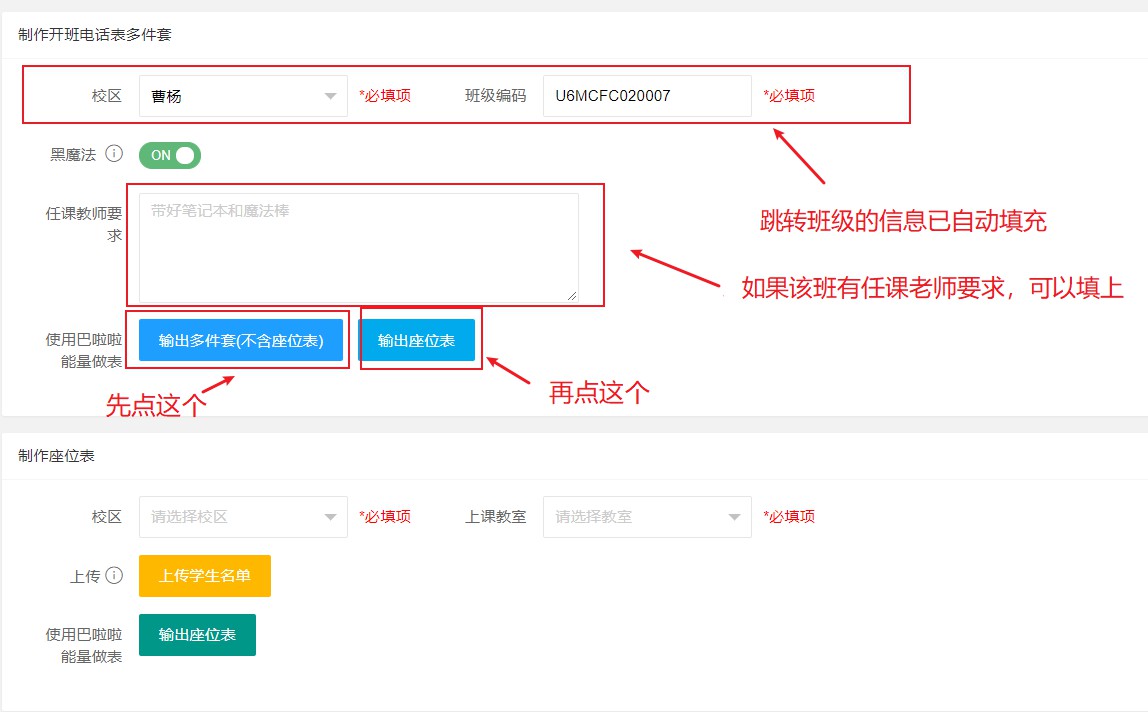 制作开班电话表多件套
校区 曹杨 *必填项 班级编码 U6MCFC020007 *必填项
黑魔法 ON
跳转班级的信息已自动填充
任课教师要求
带好笔记本和魔法棒
如果该班有任课老师要求，可以填上
使用巴啦啦能量做表
输出多件套(不含座位表) 输出座位表
先点这个
再点这个
制作座位表
校区 请选择校区 *必填项 上课教室 请选择教室 *必填项
上传 上传学生名单
使用巴啦啦能量做表
输出座位表